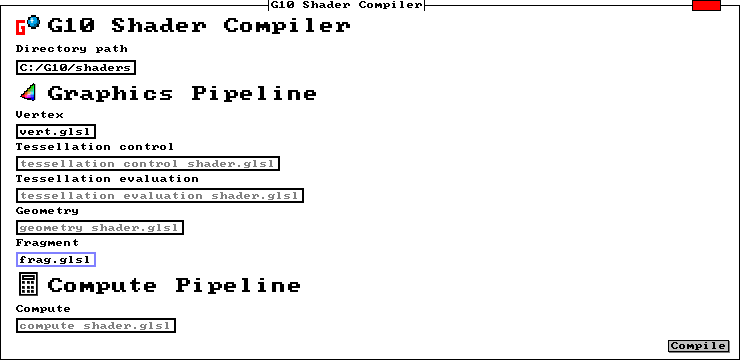 G10 Shader Compiler
G10 Shader Compiler
Directory path
C:/G10/shaders
Graphics Pipeline
Vertex
vert.glsl
Tessellation control
tessellation control shader.glsl
Tessellation evaluation
tessellation evaluation shader.glsl
Geometry
geometry shader.glsl
Fragment
frag.glsl
Compute Pipeline
Compute
compute shader.glsl
Compile